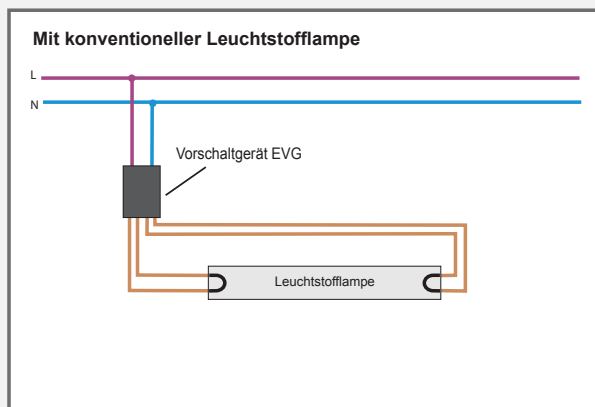 Mit konventioneller Leuchtstofflampe
L
N
Vorschaltgerät EVG
Leuchtstofflampe